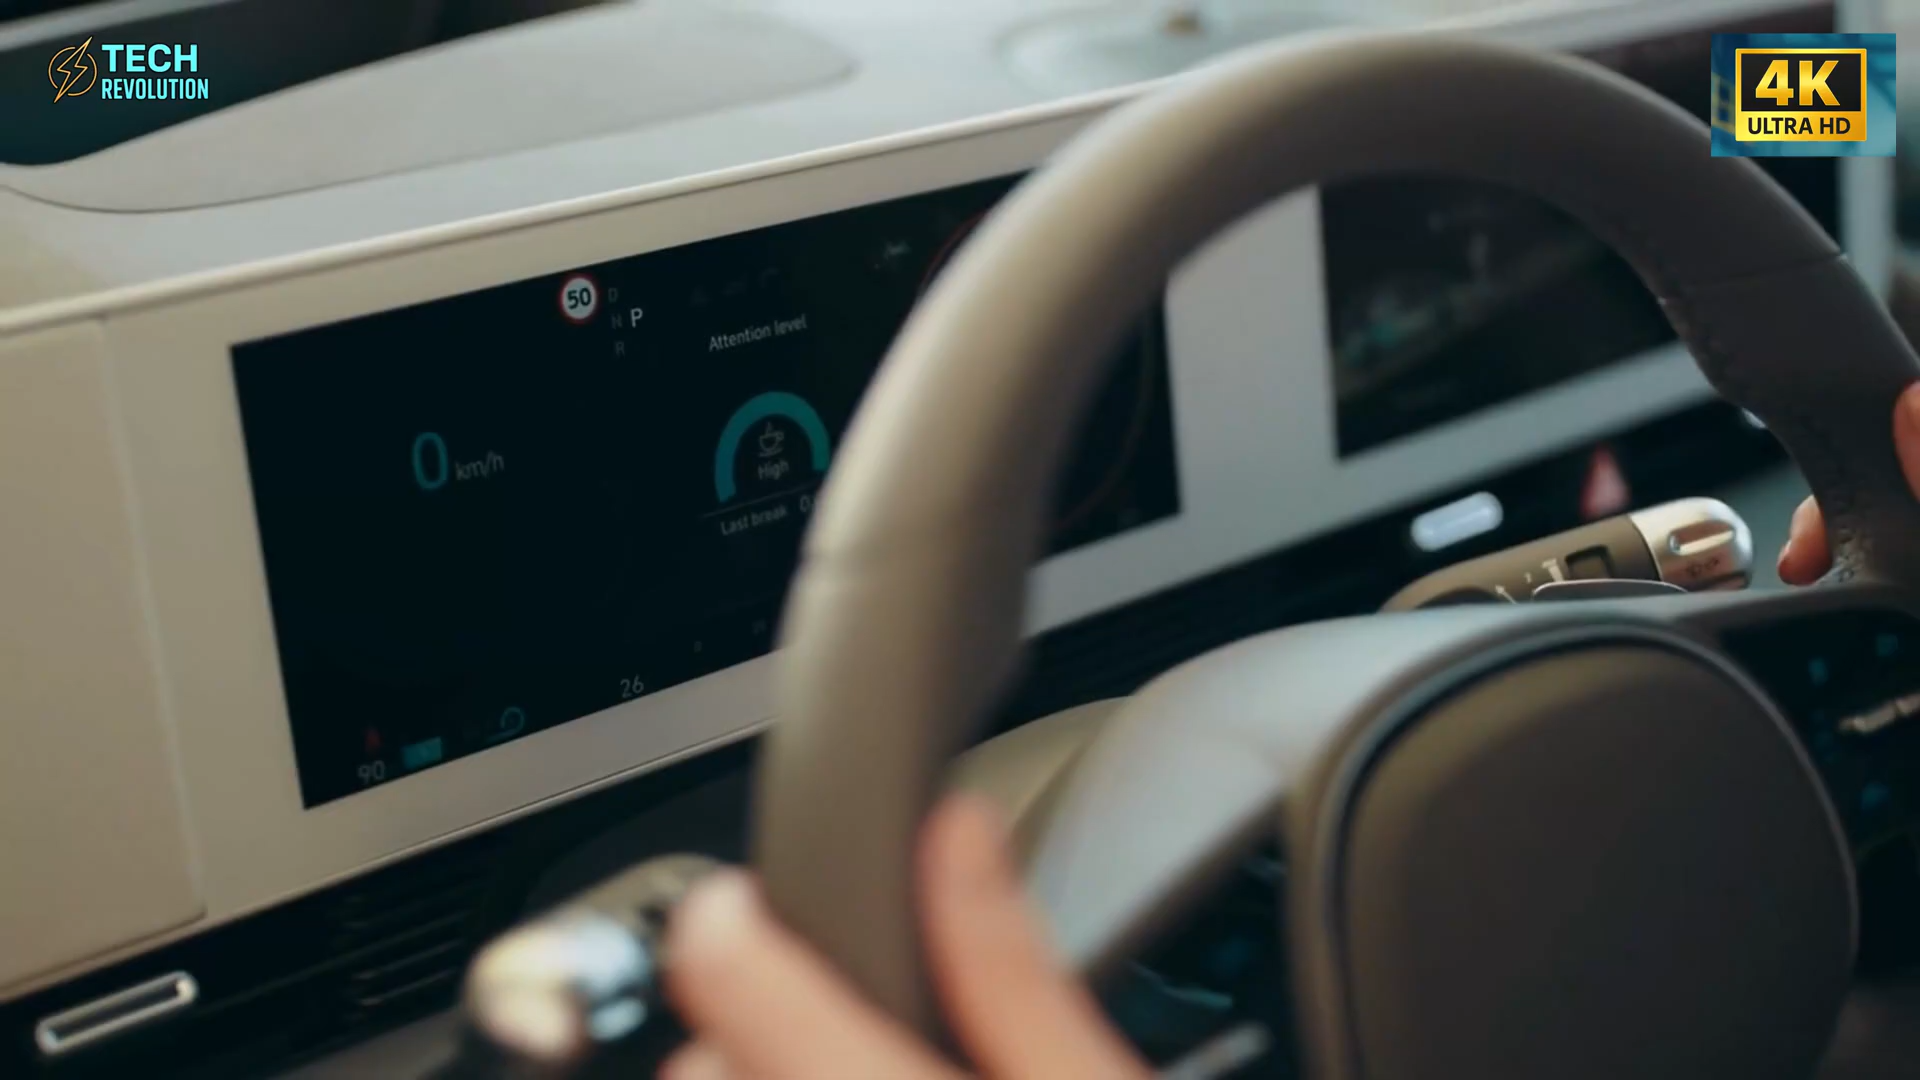 TECH
REVOLUTION
4K
ULTRA HD
50
D
N P
R
Attention level
0 km/h
High
Last break
26
90